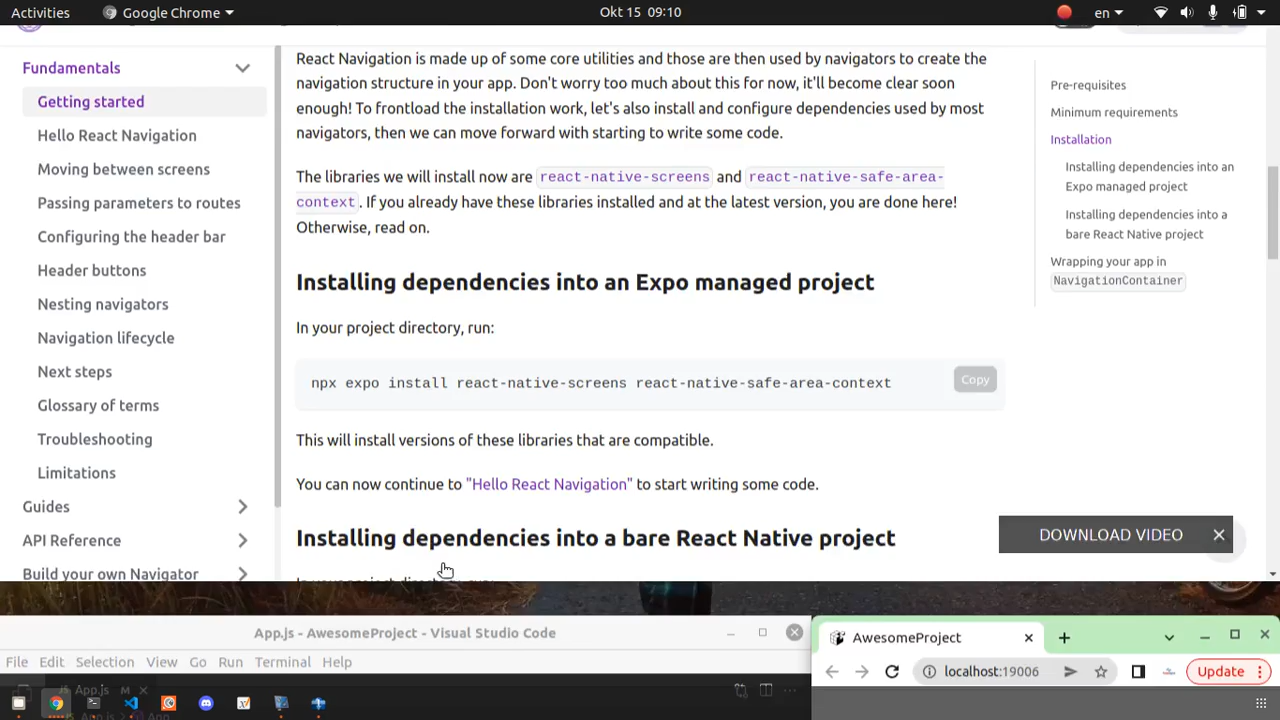 Activities
Google Chrome
Okt 15 09:10
en
Fundamentals
Getting started
Hello React Navigation
Moving between screens
Passing parameters to routes
Configuring the header bar
Header buttons
Nesting navigators
Navigation lifecycle
Next steps
Glossary of terms
Troubleshooting
Limitations
Guides
API Reference
Build your own Navigator
React Navigation is made up of some core utilities and those are then used by navigators to create the
navigation structure in your app. Don't worry too much about this for now, it'll become clear soon
enough! To frontload the installation work, let's also install and configure dependencies used by most
navigators, then we can move forward with starting to write some code.
The libraries we will install now are react-native-screens and react-native-safe-area-
context. If you already have these libraries installed and at the latest version, you are done here!
Otherwise, read on.
Installing dependencies into an Expo managed project
In your project directory, run:
npx expo install react-native-screens react-native-safe-area-context
Copy
This will install versions of these libraries that are compatible.
You can now continue to "Hello React Navigation" to start writing some code.
Installing dependencies into a bare React Native project
Pre-requisites
Minimum requirements
Installation
Installing dependencies into an
Expo managed project
Installing dependencies into a
bare React Native project
Wrapping your app in
NavigationContainer
DOWNLOAD VIDEO
App.js - AwesomeProject - Visual Studio Code
File Edit Selection View Go Run Terminal Help
App.js M
AwesomeProject
localhost:19006
Update